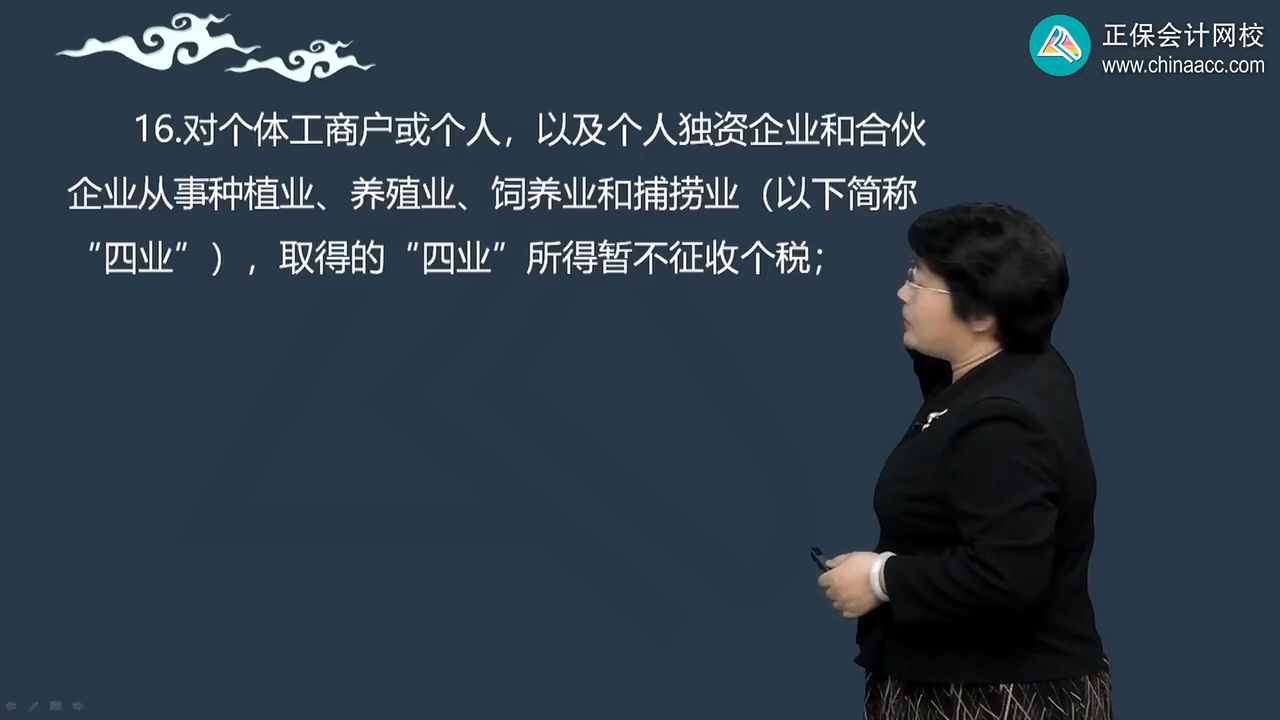 正保会计网校
www.chinaacc.com
16.对个体工商户或个人，以及个人独资企业和合伙
企业从事种植业、养殖业、饲养业和捕捞业（以下简称
“四业”），取得的“四业”所得暂不征收个税；